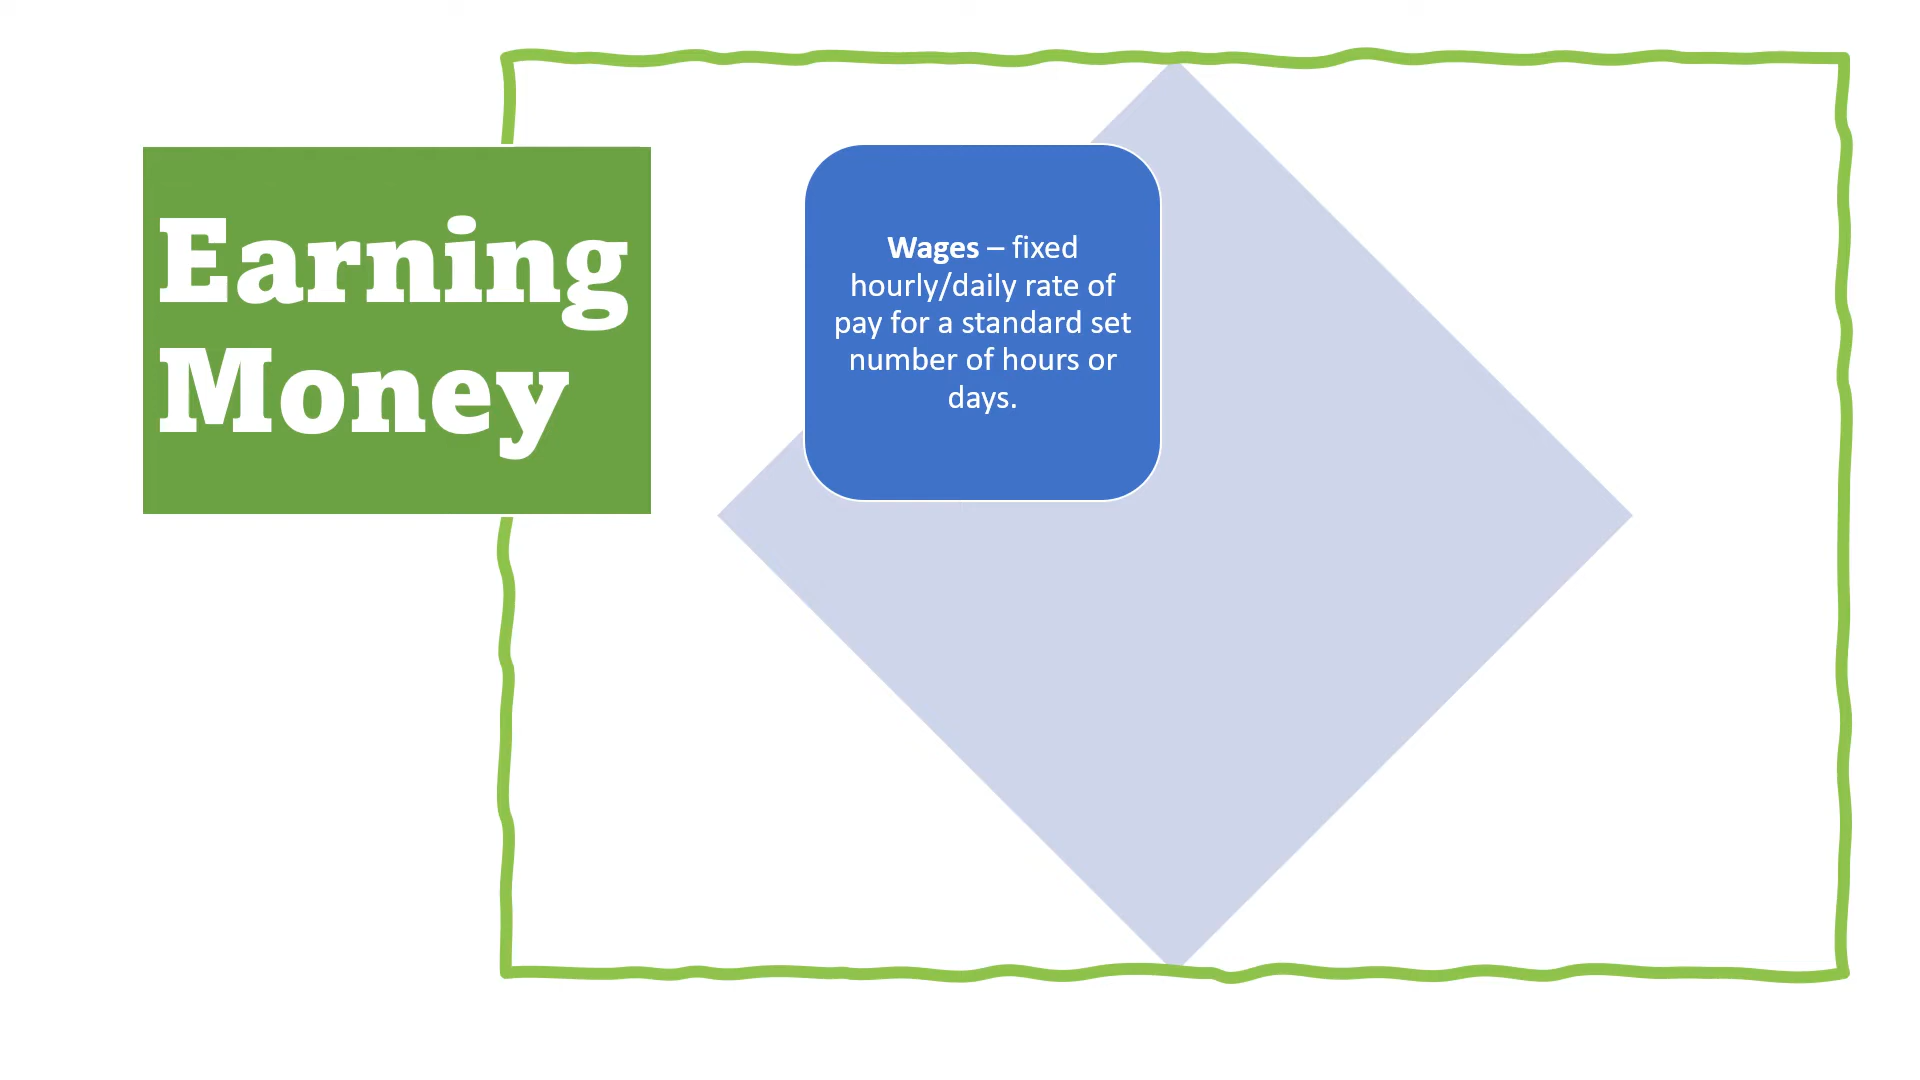 Earning
Money
Wages – fixed
hourly/daily rate of
pay for a standard set
number of hours or
days.